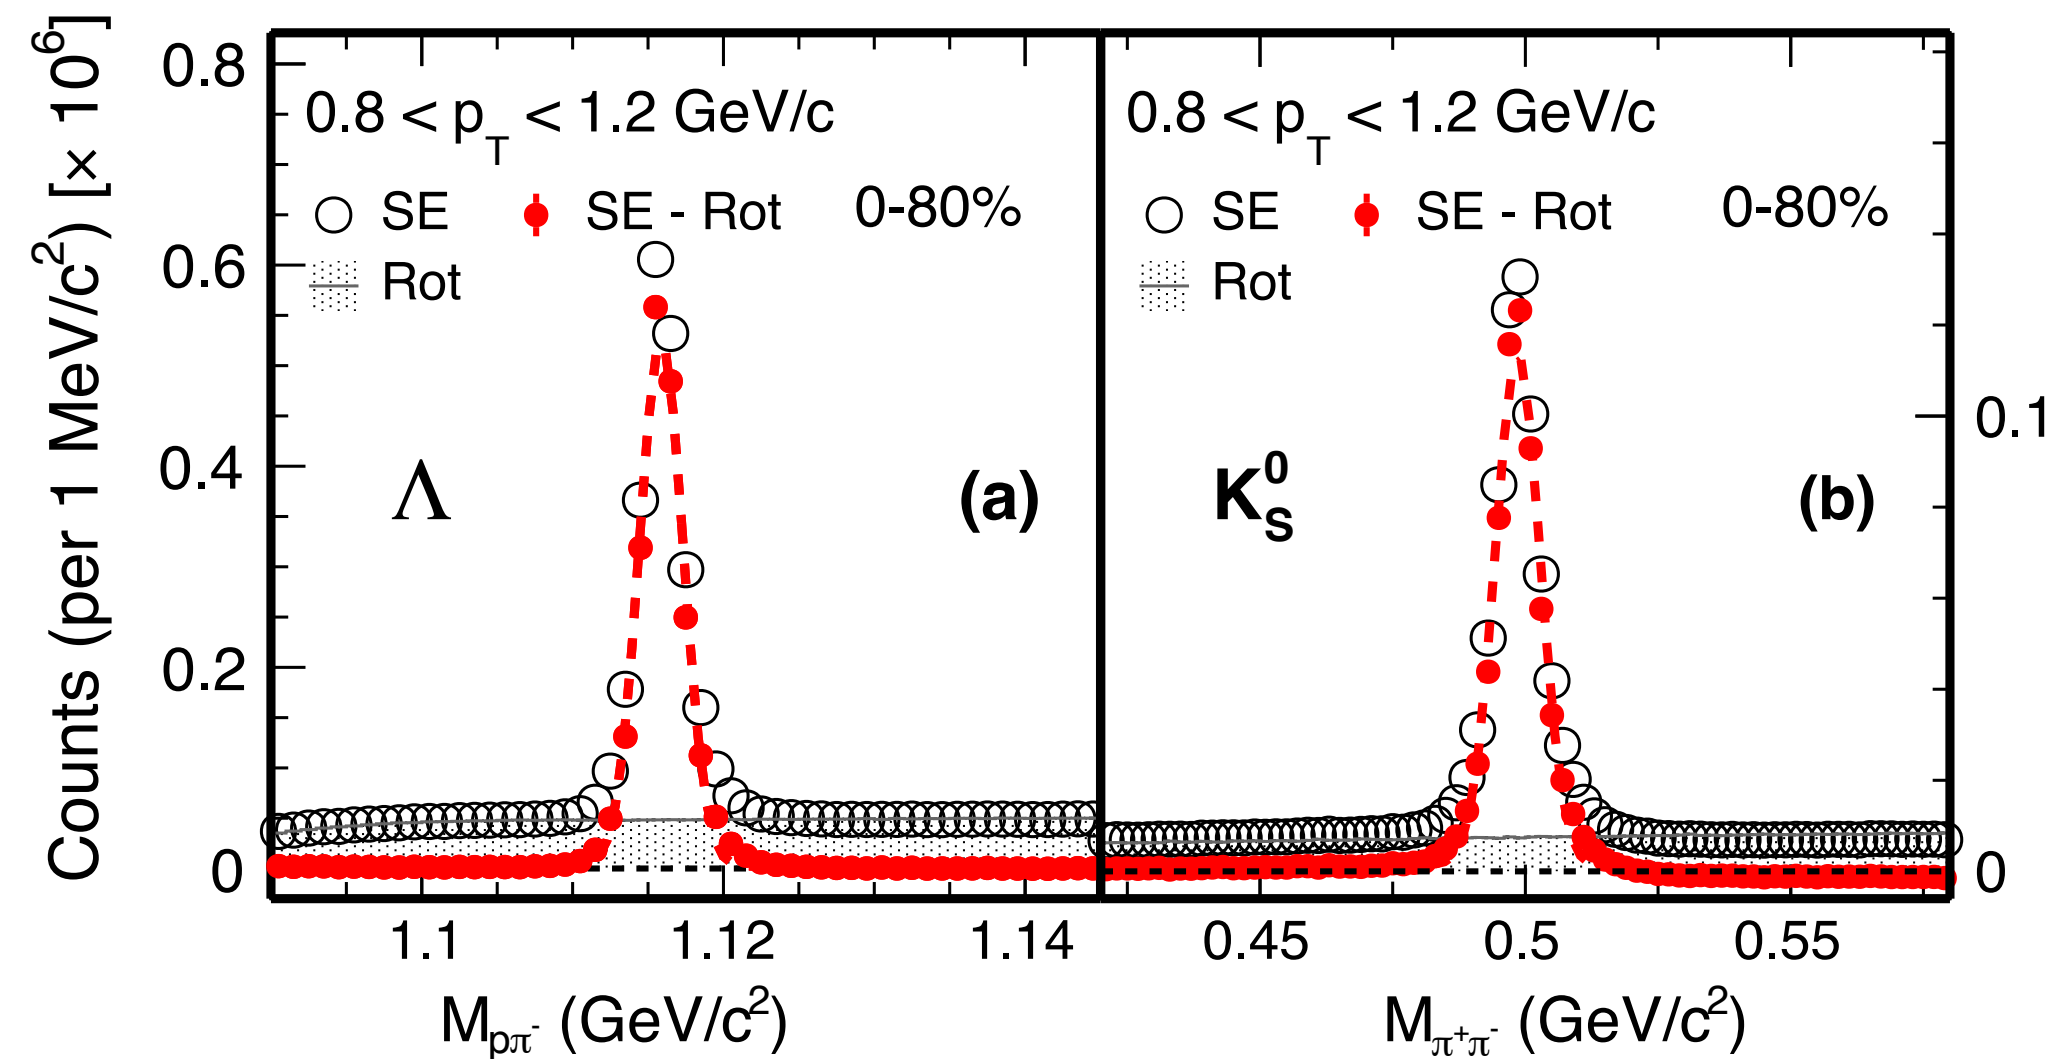 Counts (per 1 MeV/c²) [× 10⁶]
0.8
0.6
0.4
0.2
0
0.8 < p_T < 1.2 GeV/c
SE SE - Rot 0-80%
Rot
Λ (a)
1.1 1.12 1.14
M_pπ⁻ (GeV/c²)
0.8 < p_T < 1.2 GeV/c
SE SE - Rot 0-80%
Rot
K⁰_S (b)
0.1
0
0.45 0.5 0.55
M_π⁺π⁻ (GeV/c²)